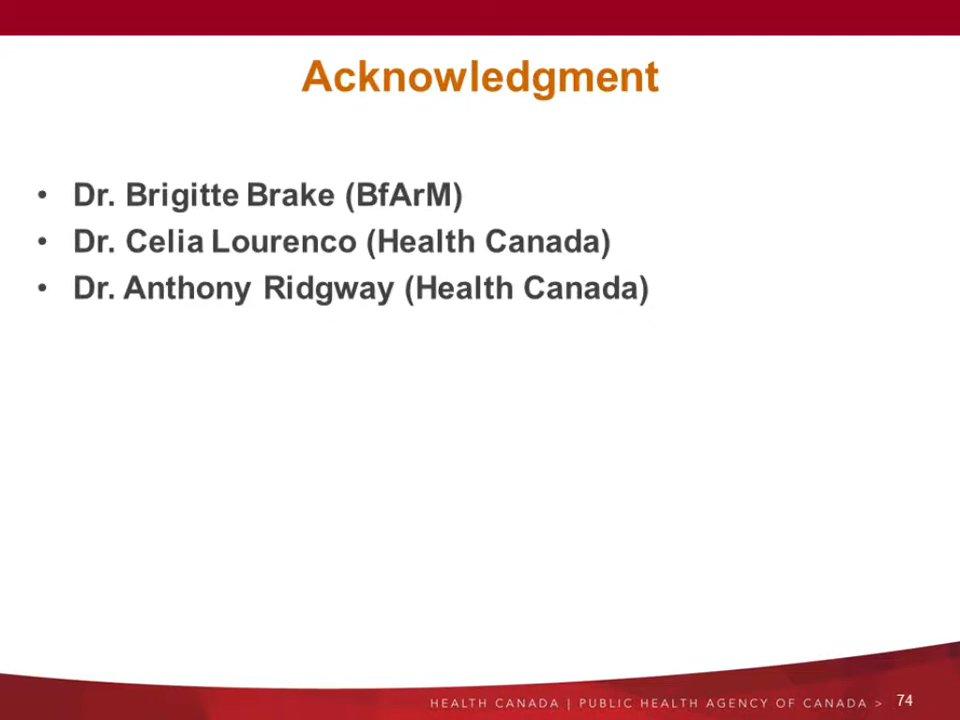 Acknowledgment
• Dr. Brigitte Brake (BfArM)
• Dr. Celia Lourenco (Health Canada)
• Dr. Anthony Ridgway (Health Canada)
HEALTH CANADA | PUBLIC HEALTH AGENCY OF CANADA > 74